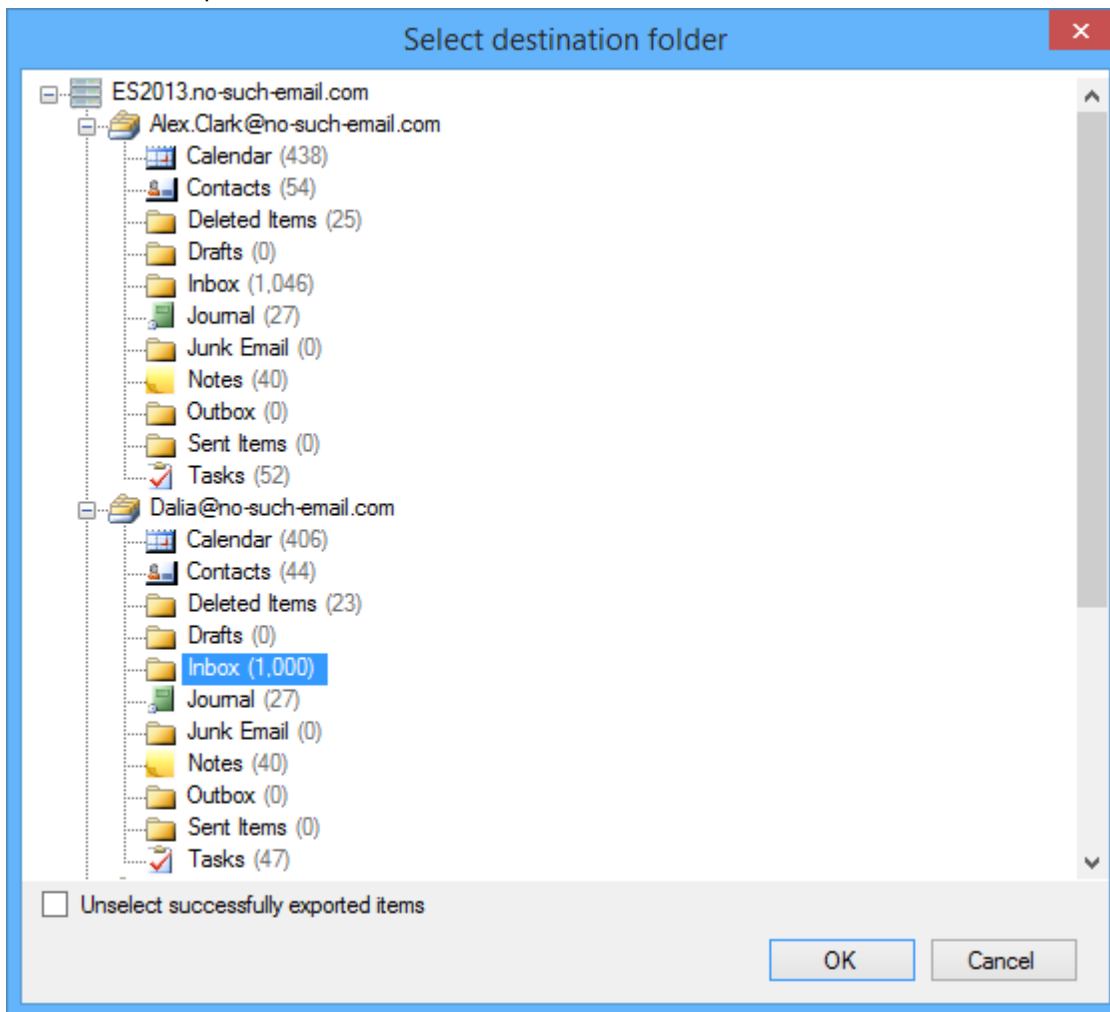 Select destination folder
ES2013.no-such-email.com
Alex.Clark@no-such-email.com
Calendar (438)
Contacts (54)
Deleted Items (25)
Drafts (0)
Inbox (1,046)
Journal (27)
Junk Email (0)
Notes (40)
Outbox (0)
Sent Items (0)
Tasks (52)
Dalia@no-such-email.com
Calendar (406)
Contacts (44)
Deleted Items (23)
Drafts (0)
Inbox (1,000)
Journal (27)
Junk Email (0)
Notes (40)
Outbox (0)
Sent Items (0)
Tasks (47)
Unselect successfully exported items
OK Cancel